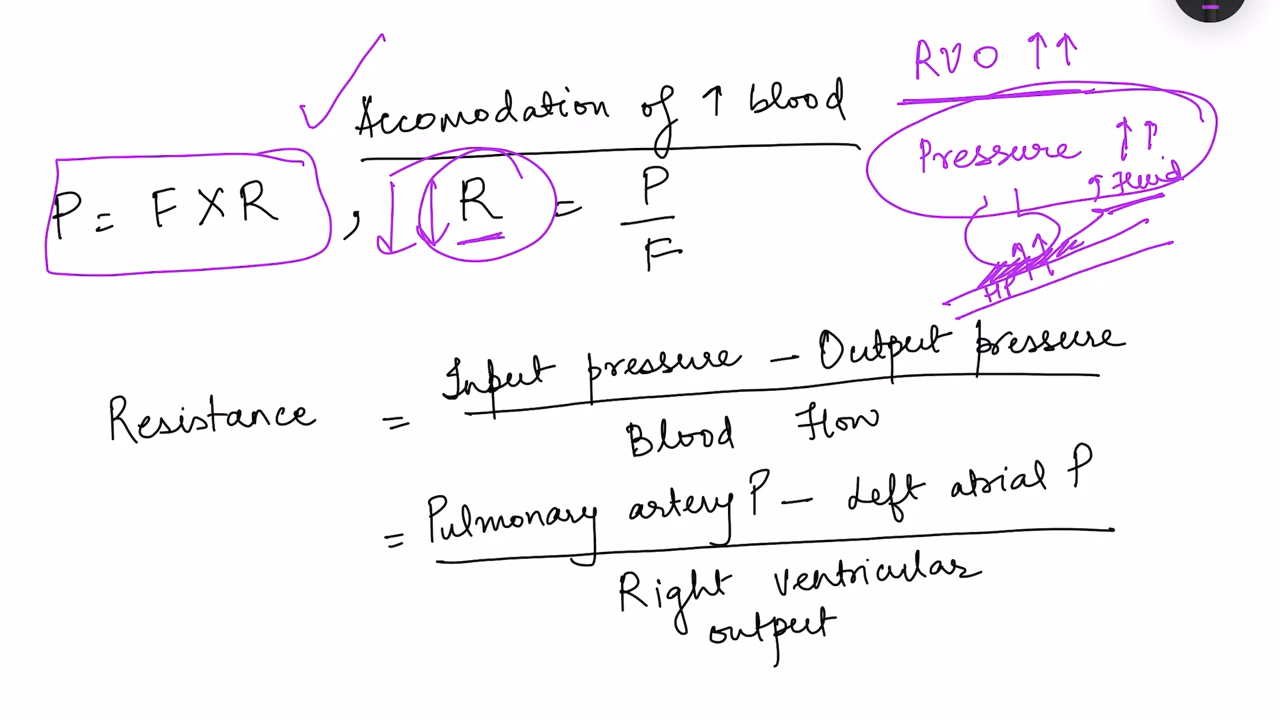 RVO ↑↑
Accomodation of ↑ blood
Pressure ↑↑
↑ Fluid
HP ↑↑
P = F X R , ↓↓ R = P
F
Input pressure – Output pressure
Resistance =
Blood Flow
Pulmonary artery P – Left atrial P
=
Right ventricular
output